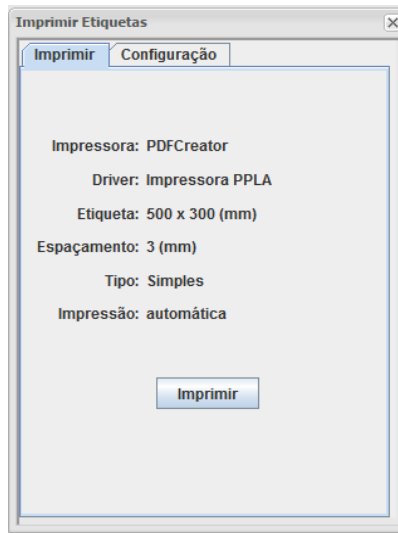 Imprimir Etiquetas
Imprimir Configuração
Impressora: PDFCreator
Driver: Impressora PPLA
Etiqueta: 500 x 300 (mm)
Espaçamento: 3 (mm)
Tipo: Simples
Impressão: automática
Imprimir